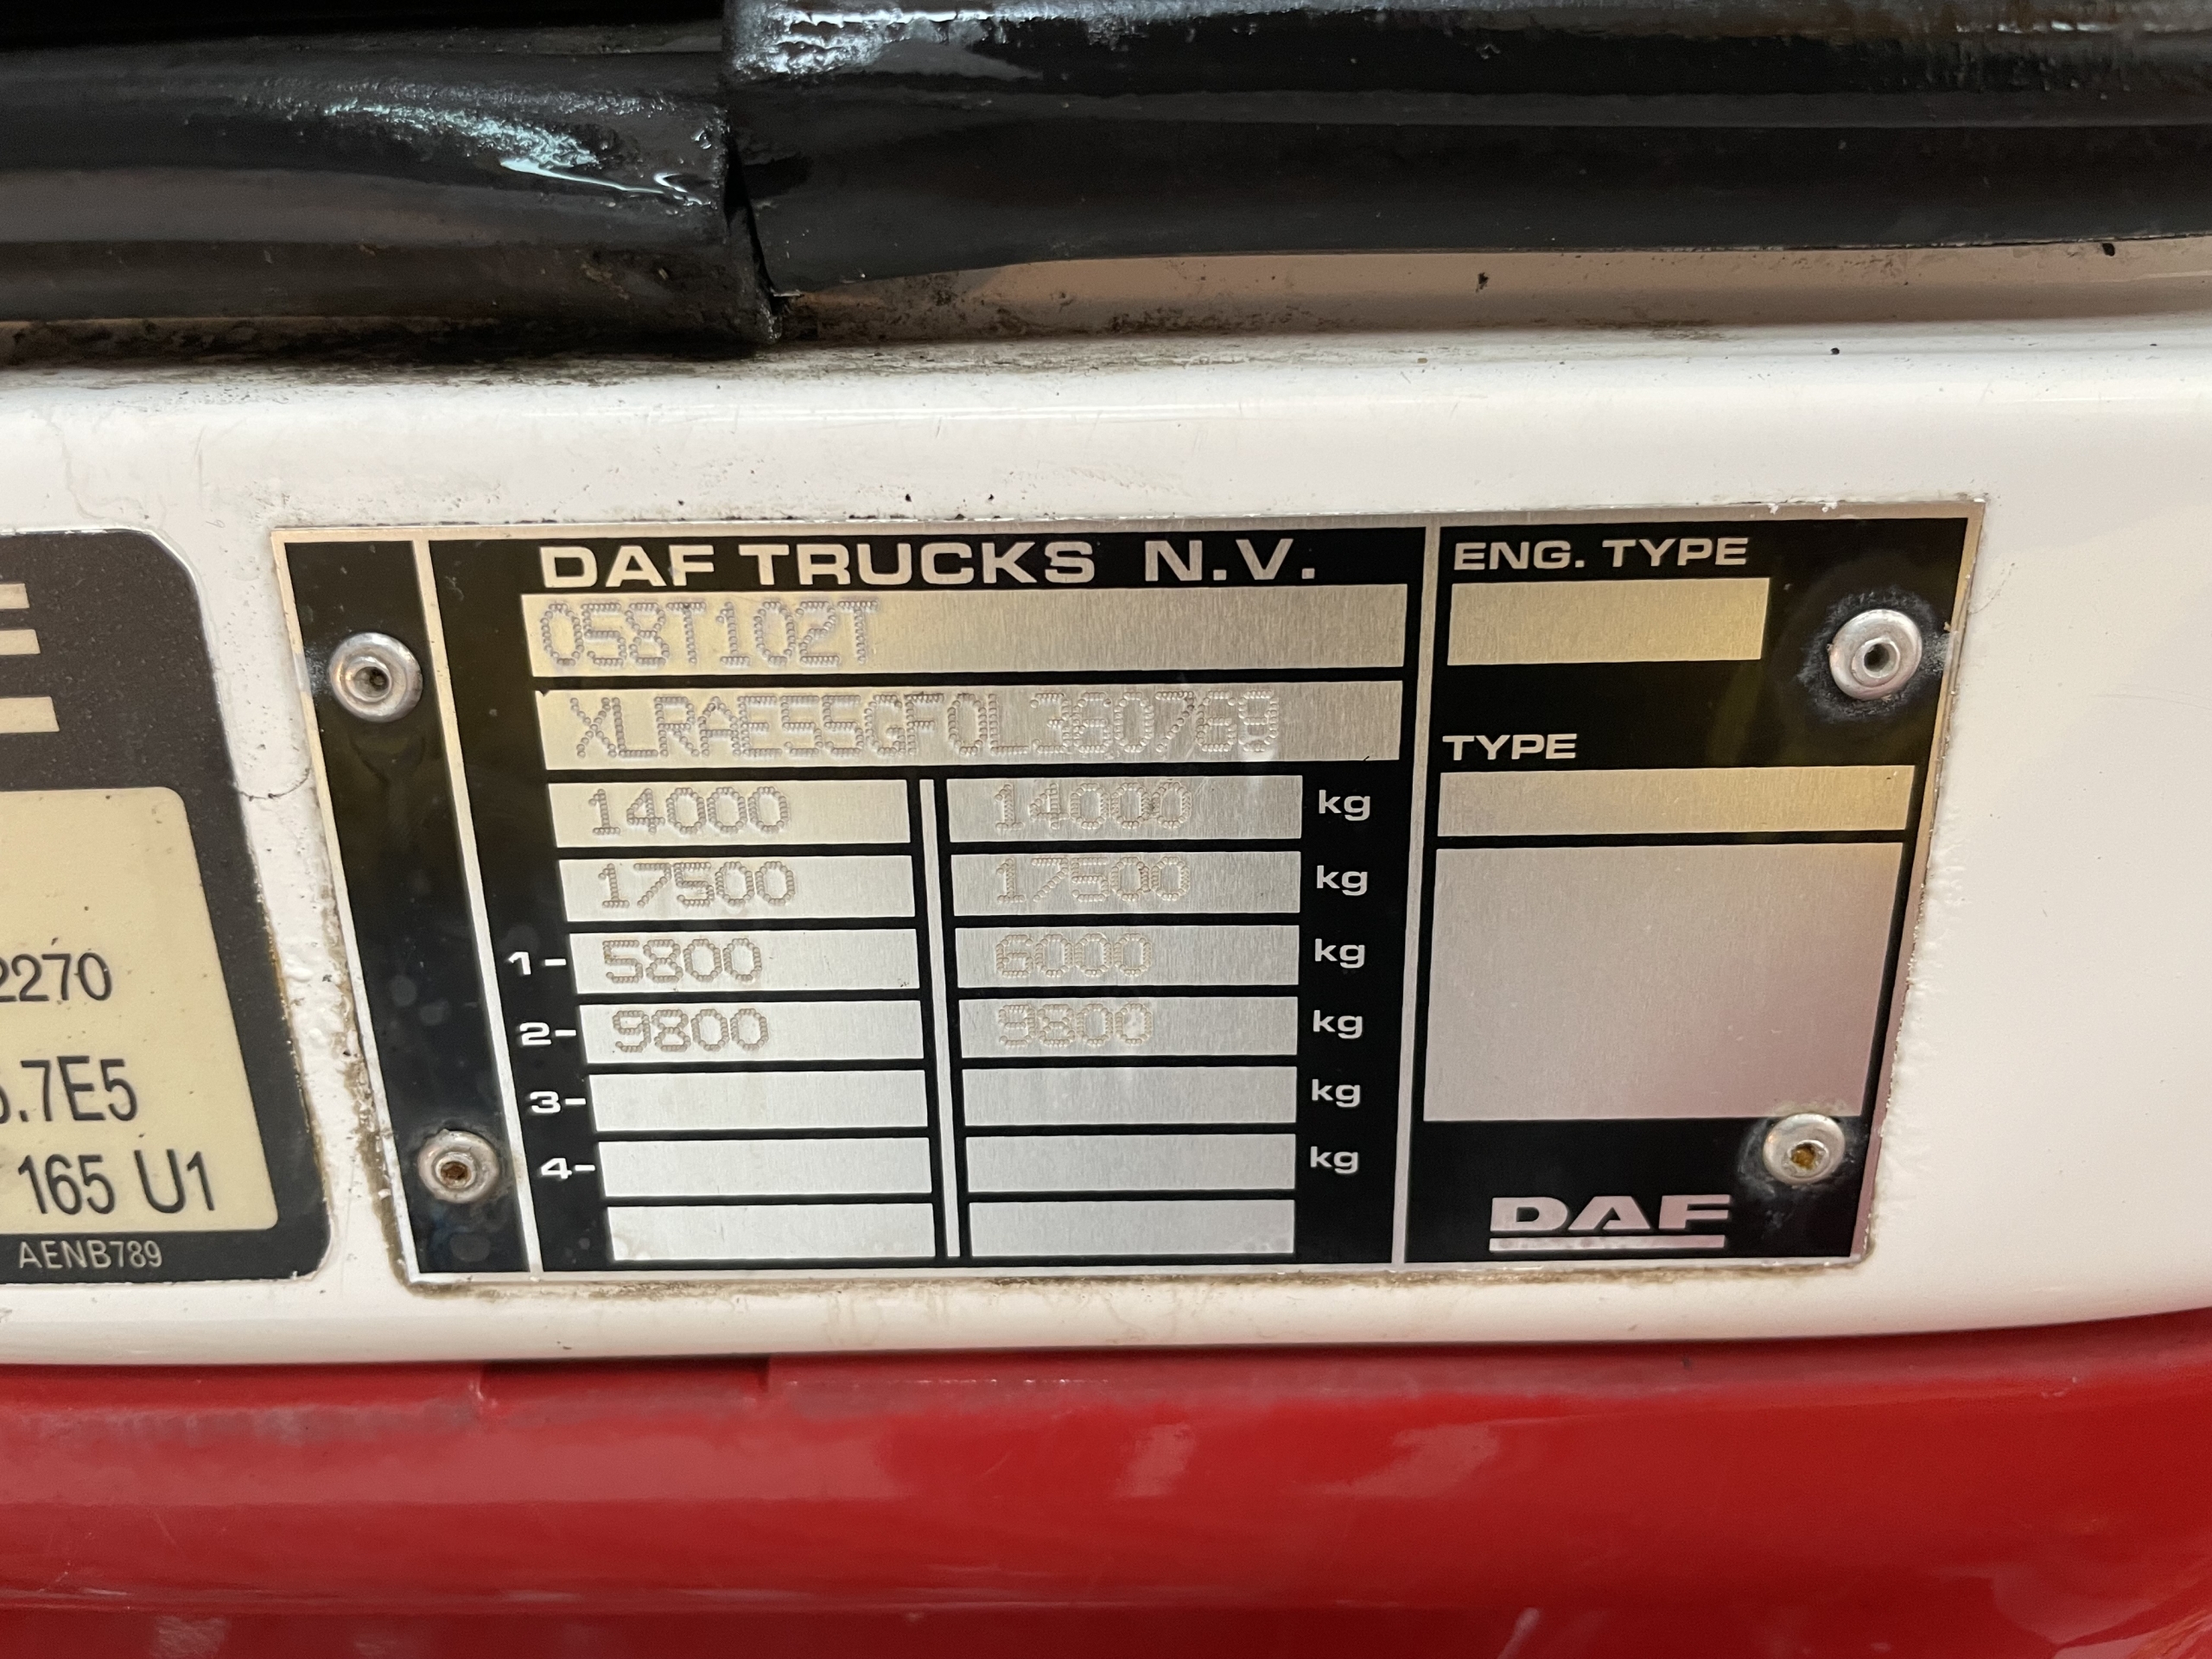 DAF TRUCKS N.V.
ENG. TYPE
058T102T
XLRAE55GF0L380768
TYPE
14000 14000 kg
17500 17500 kg
1- 5800 6000 kg
2- 9800 9800 kg
3- kg
4- kg
DAF
2270
.7E5
165 U1
AENB789